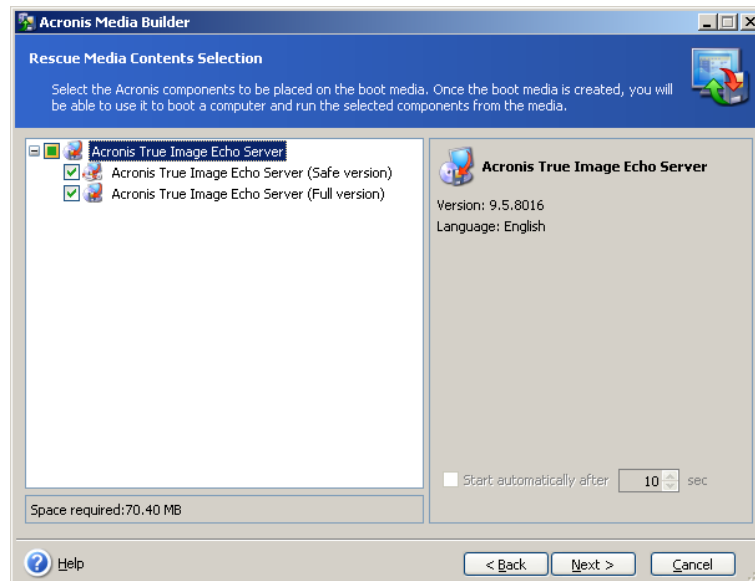 Acronis Media Builder
Rescue Media Contents Selection
Select the Acronis components to be placed on the boot media. Once the boot media is created, you will
be able to use it to boot a computer and run the selected components from the media.
Acronis True Image Echo Server
Acronis True Image Echo Server (Safe version)
Acronis True Image Echo Server (Full version)
Space required:70.40 MB
Acronis True Image Echo Server
Version: 9.5.8016
Language: English
Start automatically after 10 sec
Help
< Back
Next >
Cancel